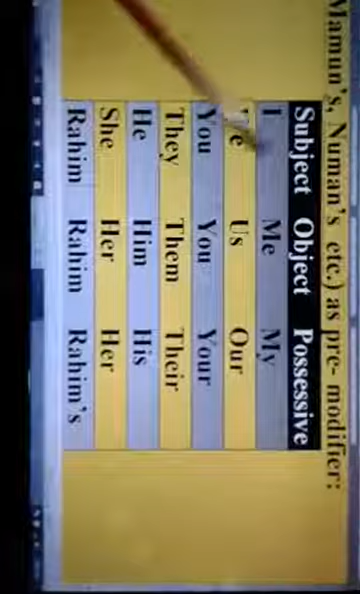 Mamun's, Numan's etc.) as pre- modifier:
Subject Object Possessive
I Me My
Us Our
You You Your
They Them Their
He Him His
She Her Her
Rahim Rahim Rahim's